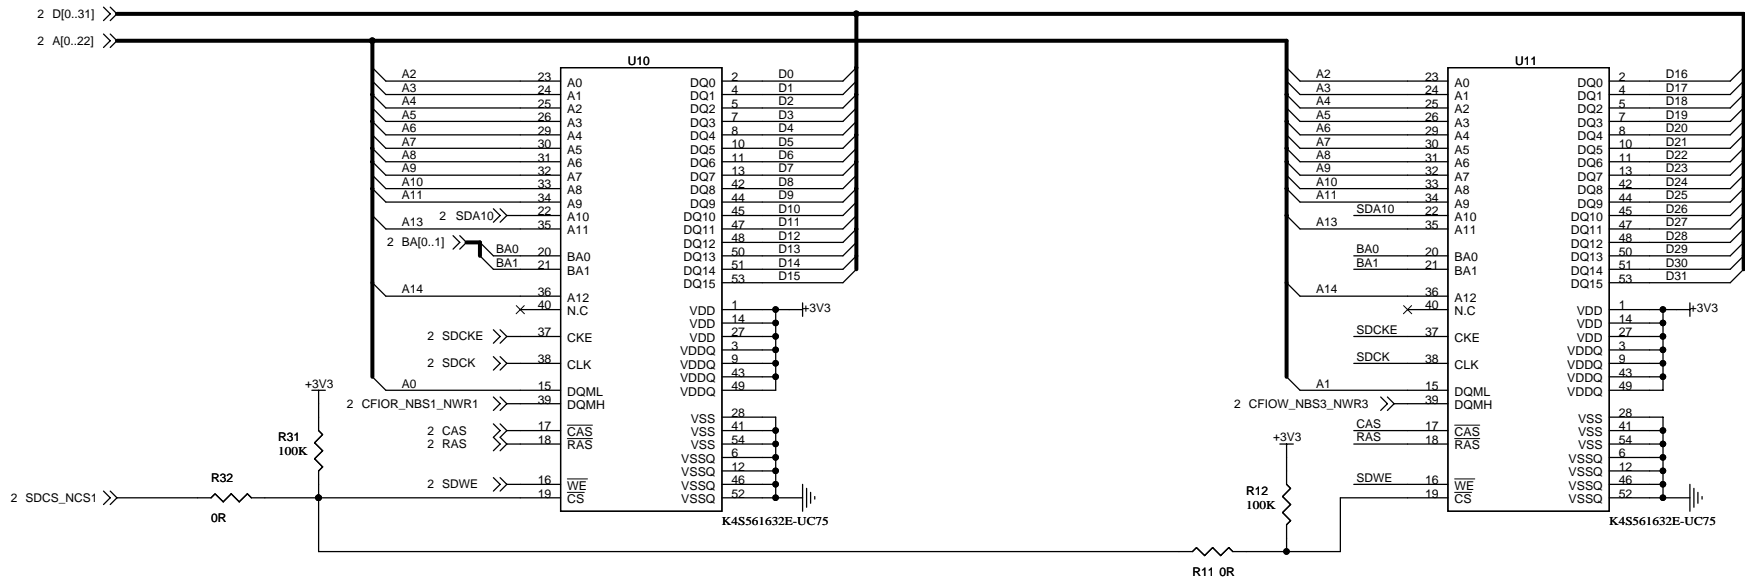 2 D[0..31]
2 A[0..22]
U10
A2 23 A0 DQ0 2 D0
A3 24 A1 DQ1 4 D1
A4 25 A2 DQ2 5 D2
A5 26 A3 DQ3 7 D3
A6 29 A4 DQ4 8 D4
A7 30 A5 DQ5 10 D5
A8 31 A6 DQ6 11 D6
A9 32 A7 DQ7 13 D7
A10 33 A8 DQ8 42 D8
A11 34 A9 DQ9 44 D9
2 SDA10 22 A10 DQ10 45 D10
A13 35 A11 DQ11 47 D11
2 BA[0..1] DQ12 48 D12
BA0 20 BA0 DQ13 50 D13
BA1 21 BA1 DQ14 51 D14
DQ15 53 D15
A14 36 A12
40 N.C VDD 1 +3V3
VDD 14
2 SDCKE 37 CKE VDD 27
VDDQ 3
2 SDCK 38 CLK VDDQ 9
VDDQ 43
A0 15 DQML VDDQ 49
2 CFIOR_NBS1_NWR1 39 DQMH
VSS 28
2 CAS 17 CAS VSS 41
2 RAS 18 RAS VSS 54
VSSQ 6
VSSQ 12
2 SDWE 16 WE VSSQ 46
19 CS VSSQ 52
K4S561632E-UC75
+3V3
R31
100K
R32
2 SDCS_NCS1
0R
U11
A2 23 A0 DQ0 2 D16
A3 24 A1 DQ1 4 D17
A4 25 A2 DQ2 5 D18
A5 26 A3 DQ3 7 D19
A6 29 A4 DQ4 8 D20
A7 30 A5 DQ5 10 D21
A8 31 A6 DQ6 11 D22
A9 32 A7 DQ7 13 D23
A10 33 A8 DQ8 42 D24
A11 34 A9 DQ9 44 D25
SDA10 22 A10 DQ10 45 D26
A13 35 A11 DQ11 47 D27
DQ12 48 D28
BA0 20 BA0 DQ13 50 D29
BA1 21 BA1 DQ14 51 D30
DQ15 53 D31
A14 36 A12
40 N.C VDD 1 +3V3
VDD 14
SDCKE 37 CKE VDD 27
VDDQ 3
SDCK 38 CLK VDDQ 9
VDDQ 43
A1 15 DQML VDDQ 49
2 CFIOW_NBS3_NWR3 39 DQMH
VSS 28
CAS 17 CAS VSS 41
RAS 18 RAS VSS 54
VSSQ 6
VSSQ 12
SDWE 16 WE VSSQ 46
19 CS VSSQ 52
K4S561632E-UC75
+3V3
R12
100K
R11 0R